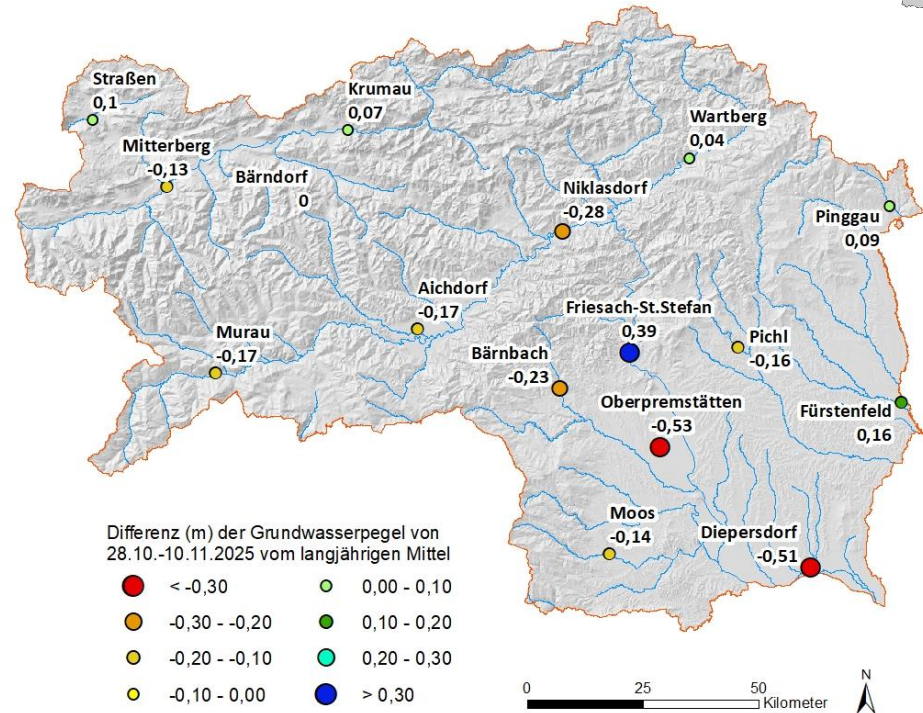 Straßen
0,1
Krumau
0,07
Wartberg
0,04
Mitterberg
-0,13
Bärndorf
0
Niklasdorf
-0,28
Pinggau
0,09
Aichdorf
-0,17
Friesach-St.Stefan
0,39
Murau
-0,17
Bärnbach
-0,23
Pichl
-0,16
Oberpremstätten
-0,53
Fürstenfeld
0,16
Moos
-0,14
Diepersdorf
-0,51
Differenz (m) der Grundwasserpegel von
28.10.-10.11.2025 vom langjährigen Mittel
< -0,30
-0,30 - -0,20
-0,20 - -0,10
-0,10 - 0,00
0,00 - 0,10
0,10 - 0,20
0,20 - 0,30
> 0,30
0 25 50
Kilometer
N